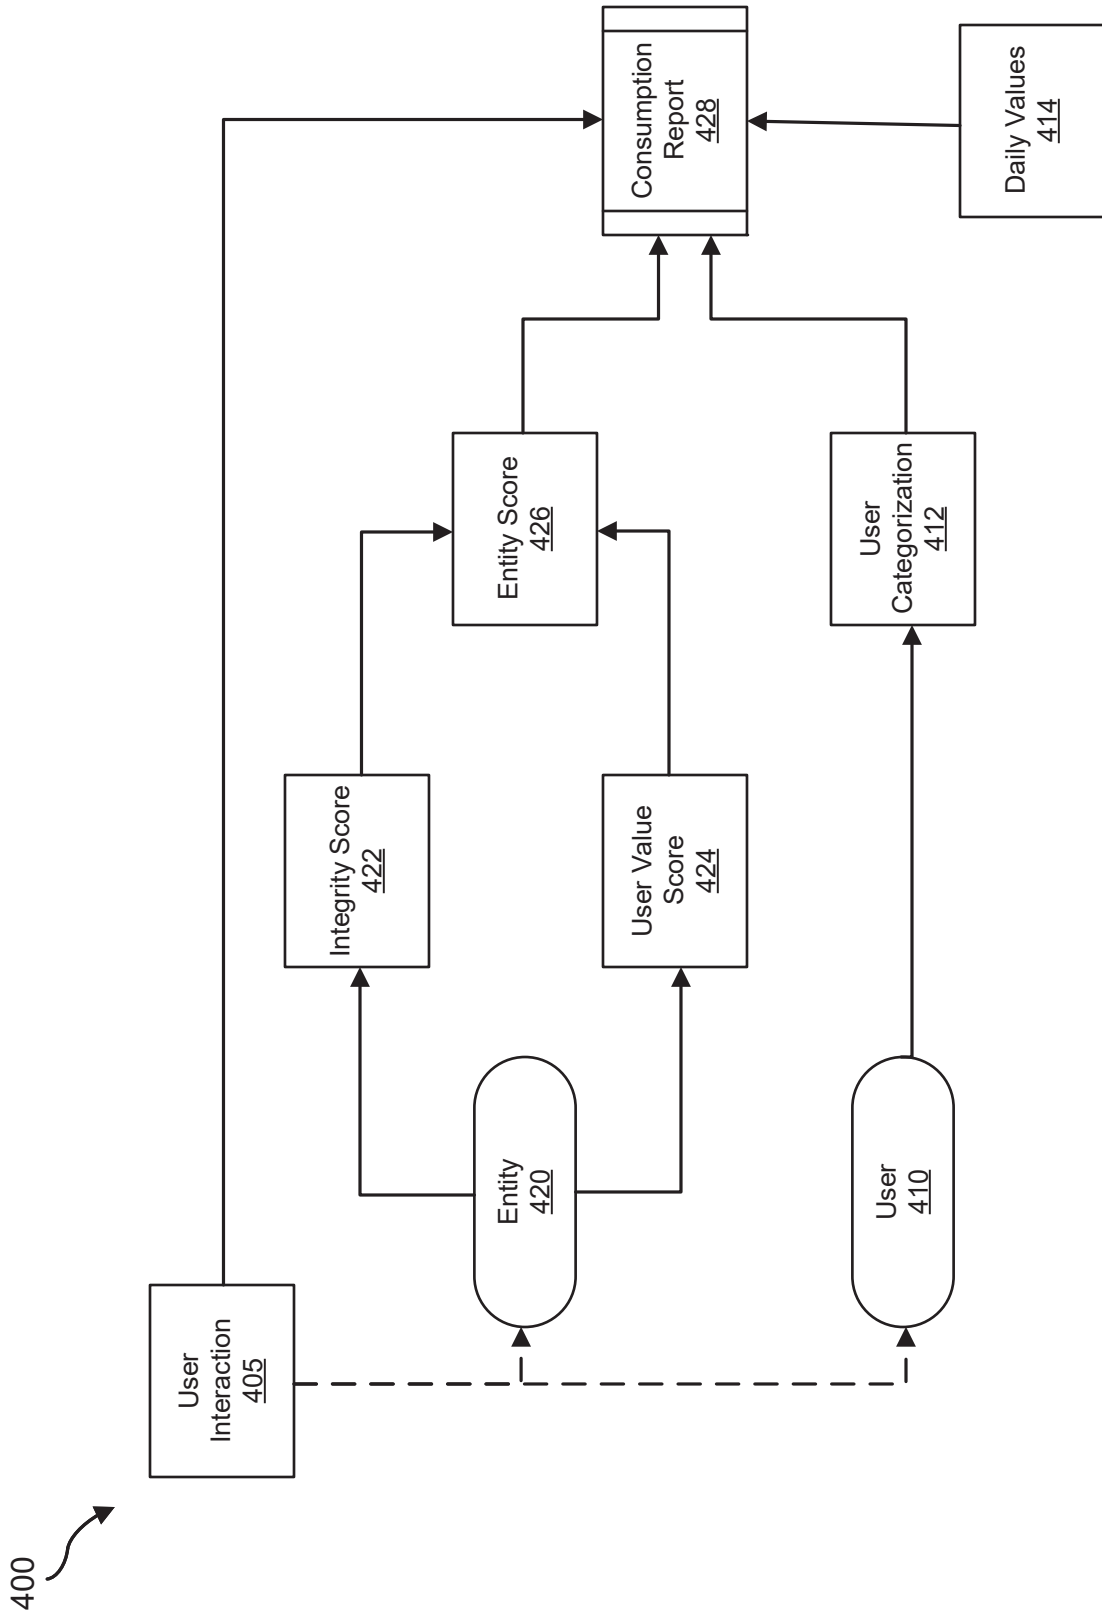 400
User
Interaction
405
Integrity Score
422
Entity
420
Entity Score
426
User Value
Score
424
Consumption
Report
428
User
410
User
Categorization
412
Daily Values
414